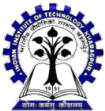 INDIAN INSTITUTE OF TECHNOLOGY, KHARAGPUR
1951
योगः कर्मसु कौशलम्